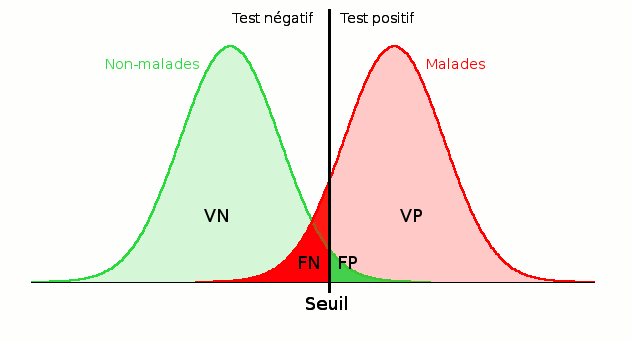 Test négatif
Test positif
Non-malades
Malades
VN
VP
FN
FP
Seuil